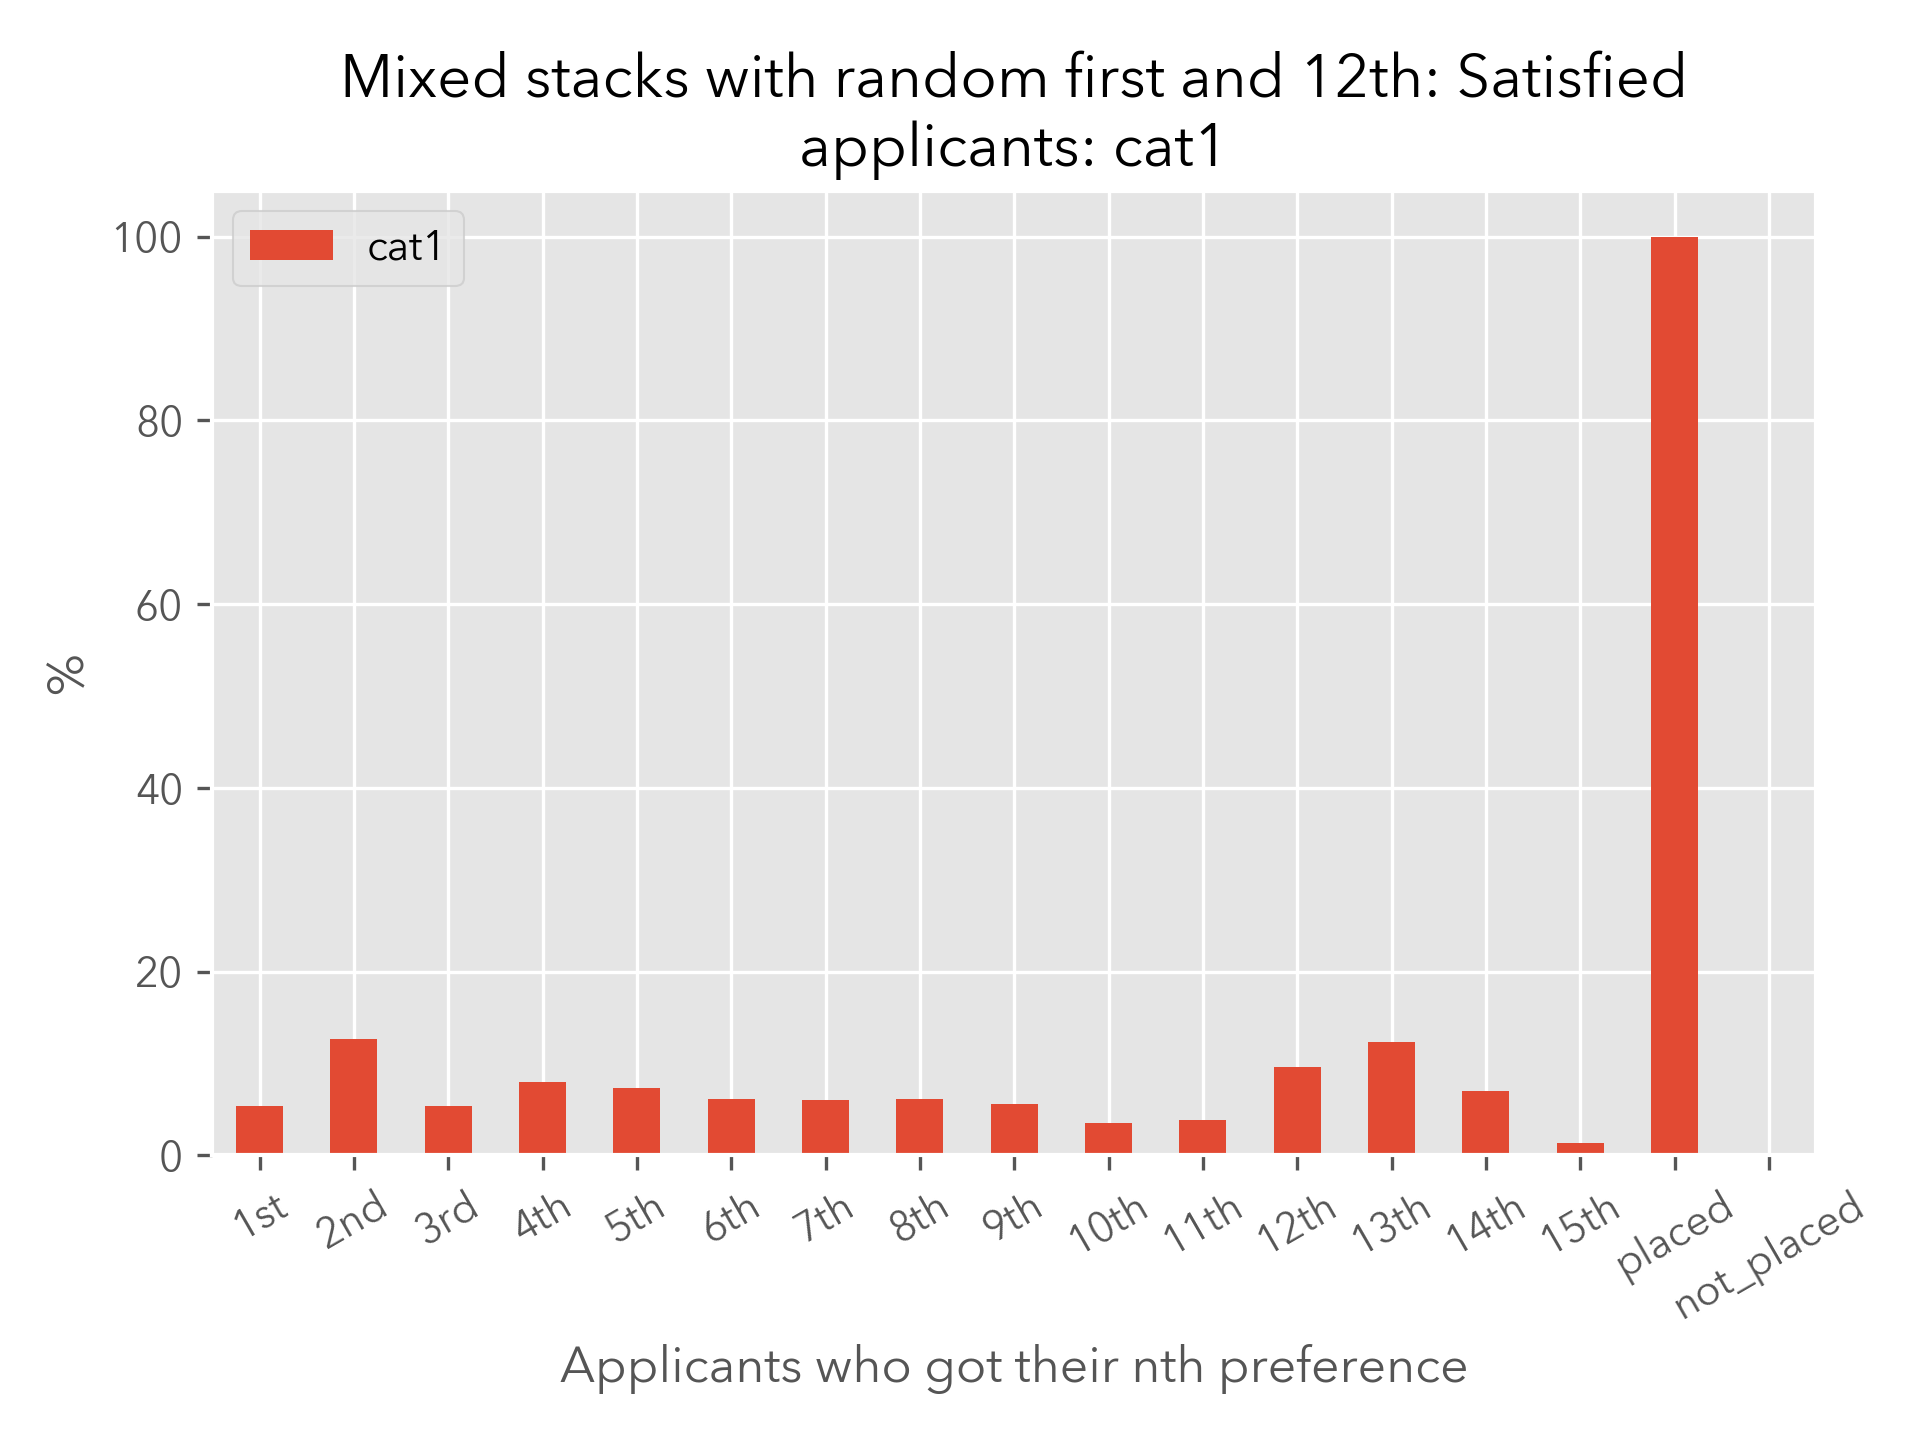 Mixed stacks with random first and 12th: Satisfied
applicants: cat1
cat1
100
80
60
40
20
0
%
1st
2nd
3rd
4th
5th
6th
7th
8th
9th
10th
11th
12th
13th
14th
15th
placed
not_placed
Applicants who got their nth preference